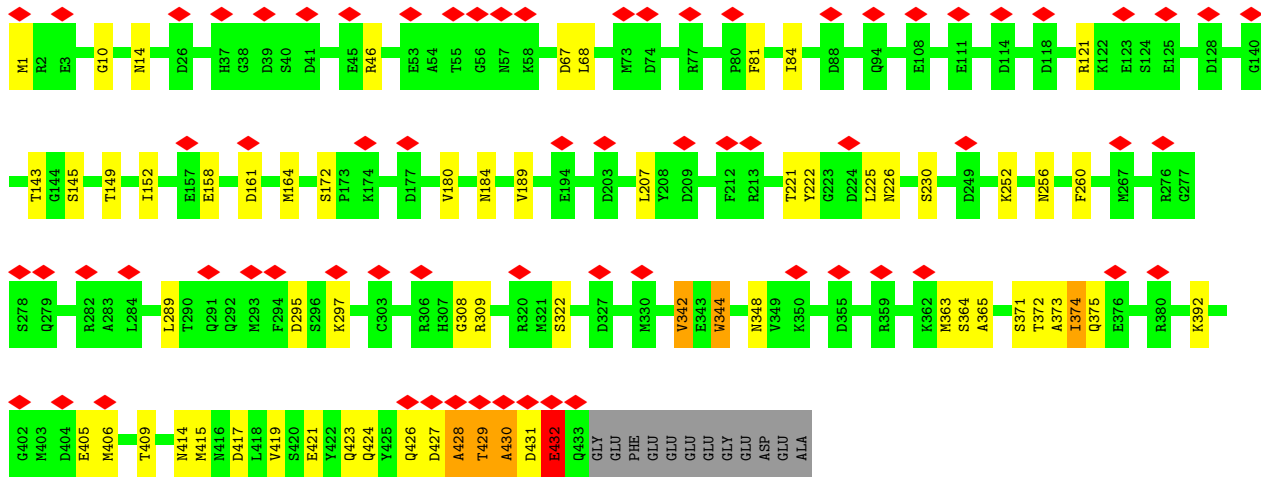 M1 R2 E3 G10 N14 D26 H37 G38 D39 S40 D41 E45 R46 E53 A54 T55 G56 N57 K58 D67 L68 M73 D74 R77 P80 F81 I84 D88 Q94 E108 E111 D114 D118 R121 K122 E123 S124 E125 D128 G140
T143 G144 S145 T149 I152 E157 E158 D161 M164 S172 P173 K174 D177 V180 N184 V189 E194 D203 L207 Y208 D209 F212 R213 T221 Y222 G223 D224 L225 N226 S230 D249 K252 N256 F260 M267 R276 G277
S278 Q279 R282 A283 L284 L289 T290 Q291 Q292 M293 F294 D295 S296 K297 C303 R306 H307 G308 R309 R320 M321 S322 D327 M330 V342 E343 W344 N348 V349 K350 D355 R359 K362 M363 S364 A365 S371 T372 A373 I374 Q375 E376 R380 K392
G402 M403 D404 E405 M406 T409 N414 M415 N416 D417 L418 V419 S420 E421 Y422 Q423 Q424 Y425 Q426 D427 A428 T429 A430 D431 E432 Q433 GLY GLU PHE GLU GLU GLU GLU GLY GLU ASP GLU ALA